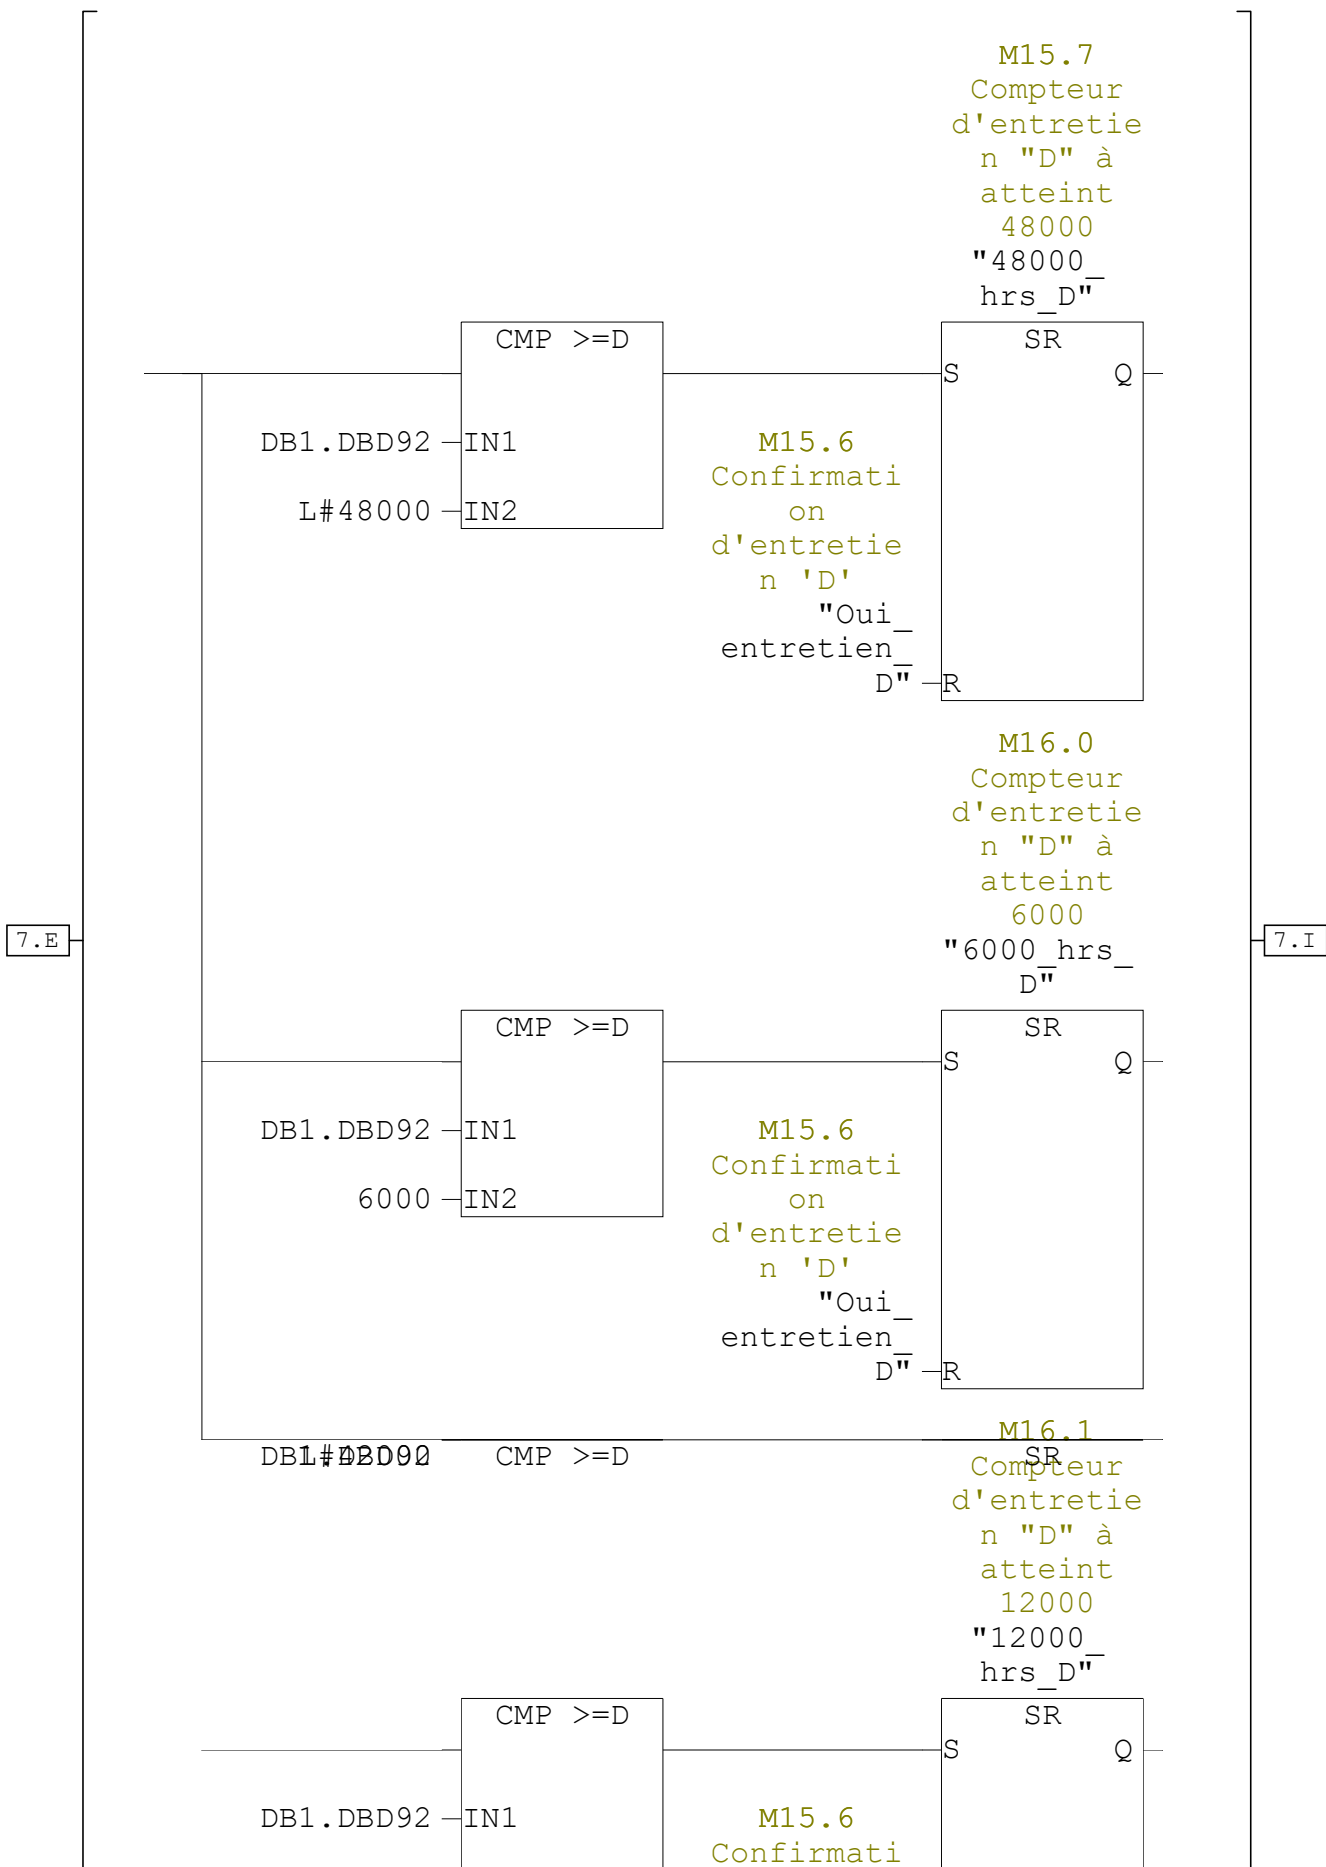 M15.7
Compteur
d'entretie
n "D" à
atteint
48000
"48000_
hrs_D"
CMP >=D
SR
S
Q
DB1.DBD92
IN1
L#48000
IN2
M15.6
Confirmati
on
d'entretie
n 'D'
"Oui_
entretien_
D"
R
M16.0
Compteur
d'entretie
n "D" à
atteint
6000
"6000_hrs_
D"
7.E
7.I
CMP >=D
SR
S
Q
DB1.DBD92
IN1
6000
IN2
M15.6
Confirmati
on
d'entretie
n 'D'
"Oui_
entretien_
D"
R
M16.1
CMP >=D
SR
Compteur
d'entretie
n "D" à
atteint
12000
"12000_
hrs_D"
CMP >=D
SR
S
Q
DB1.DBD92
IN1
M15.6
Confirmati